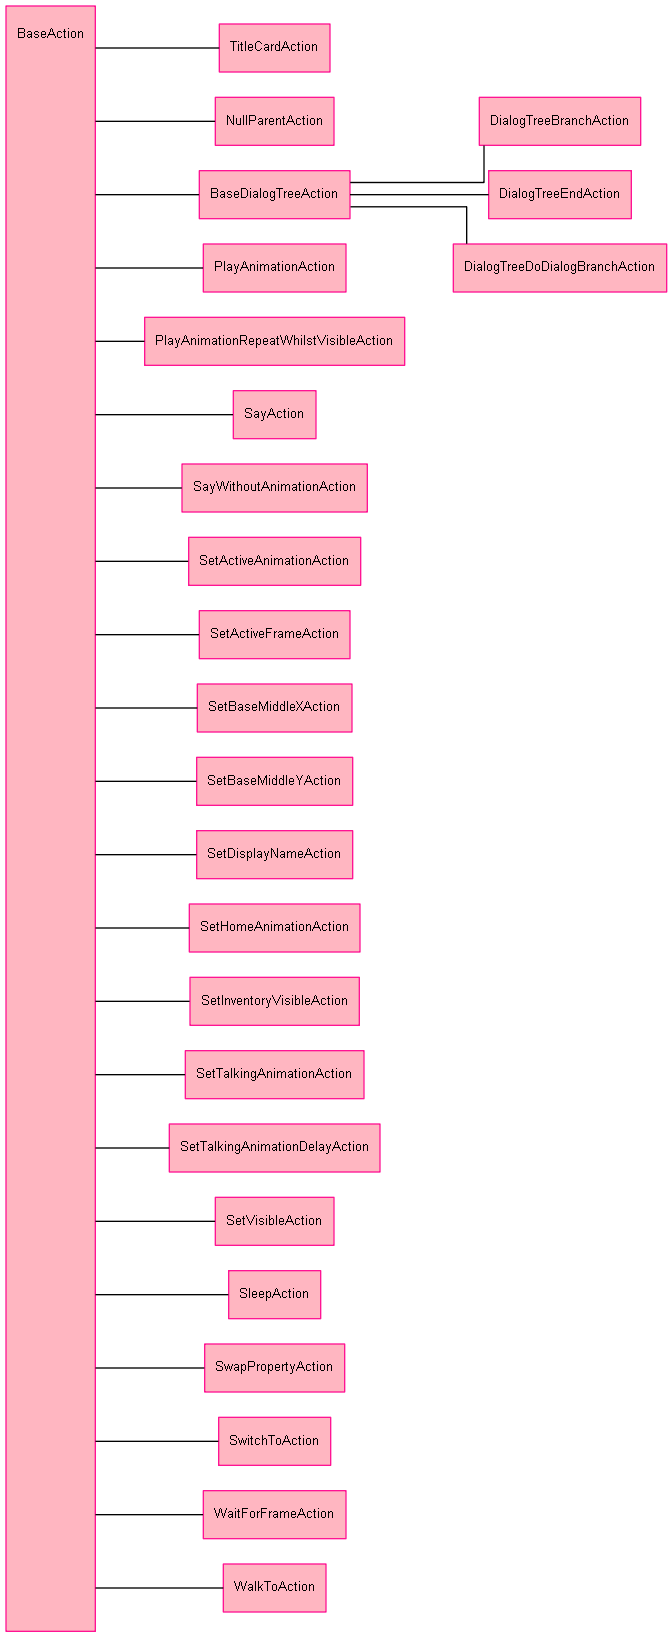 BaseAction
TitleCardAction
NullParentAction
DialogTreeBranchAction
BaseDialogTreeAction
DialogTreeEndAction
PlayAnimationAction
DialogTreeDoDialogBranchAction
PlayAnimationRepeatWhilstVisibleAction
SayAction
SayWithoutAnimationAction
SetActiveAnimationAction
SetActiveFrameAction
SetBaseMiddleXAction
SetBaseMiddleYAction
SetDisplayNameAction
SetHomeAnimationAction
SetInventoryVisibleAction
SetTalkingAnimationAction
SetTalkingAnimationDelayAction
SetVisibleAction
SleepAction
SwapPropertyAction
SwitchToAction
WaitForFrameAction
WalkToAction